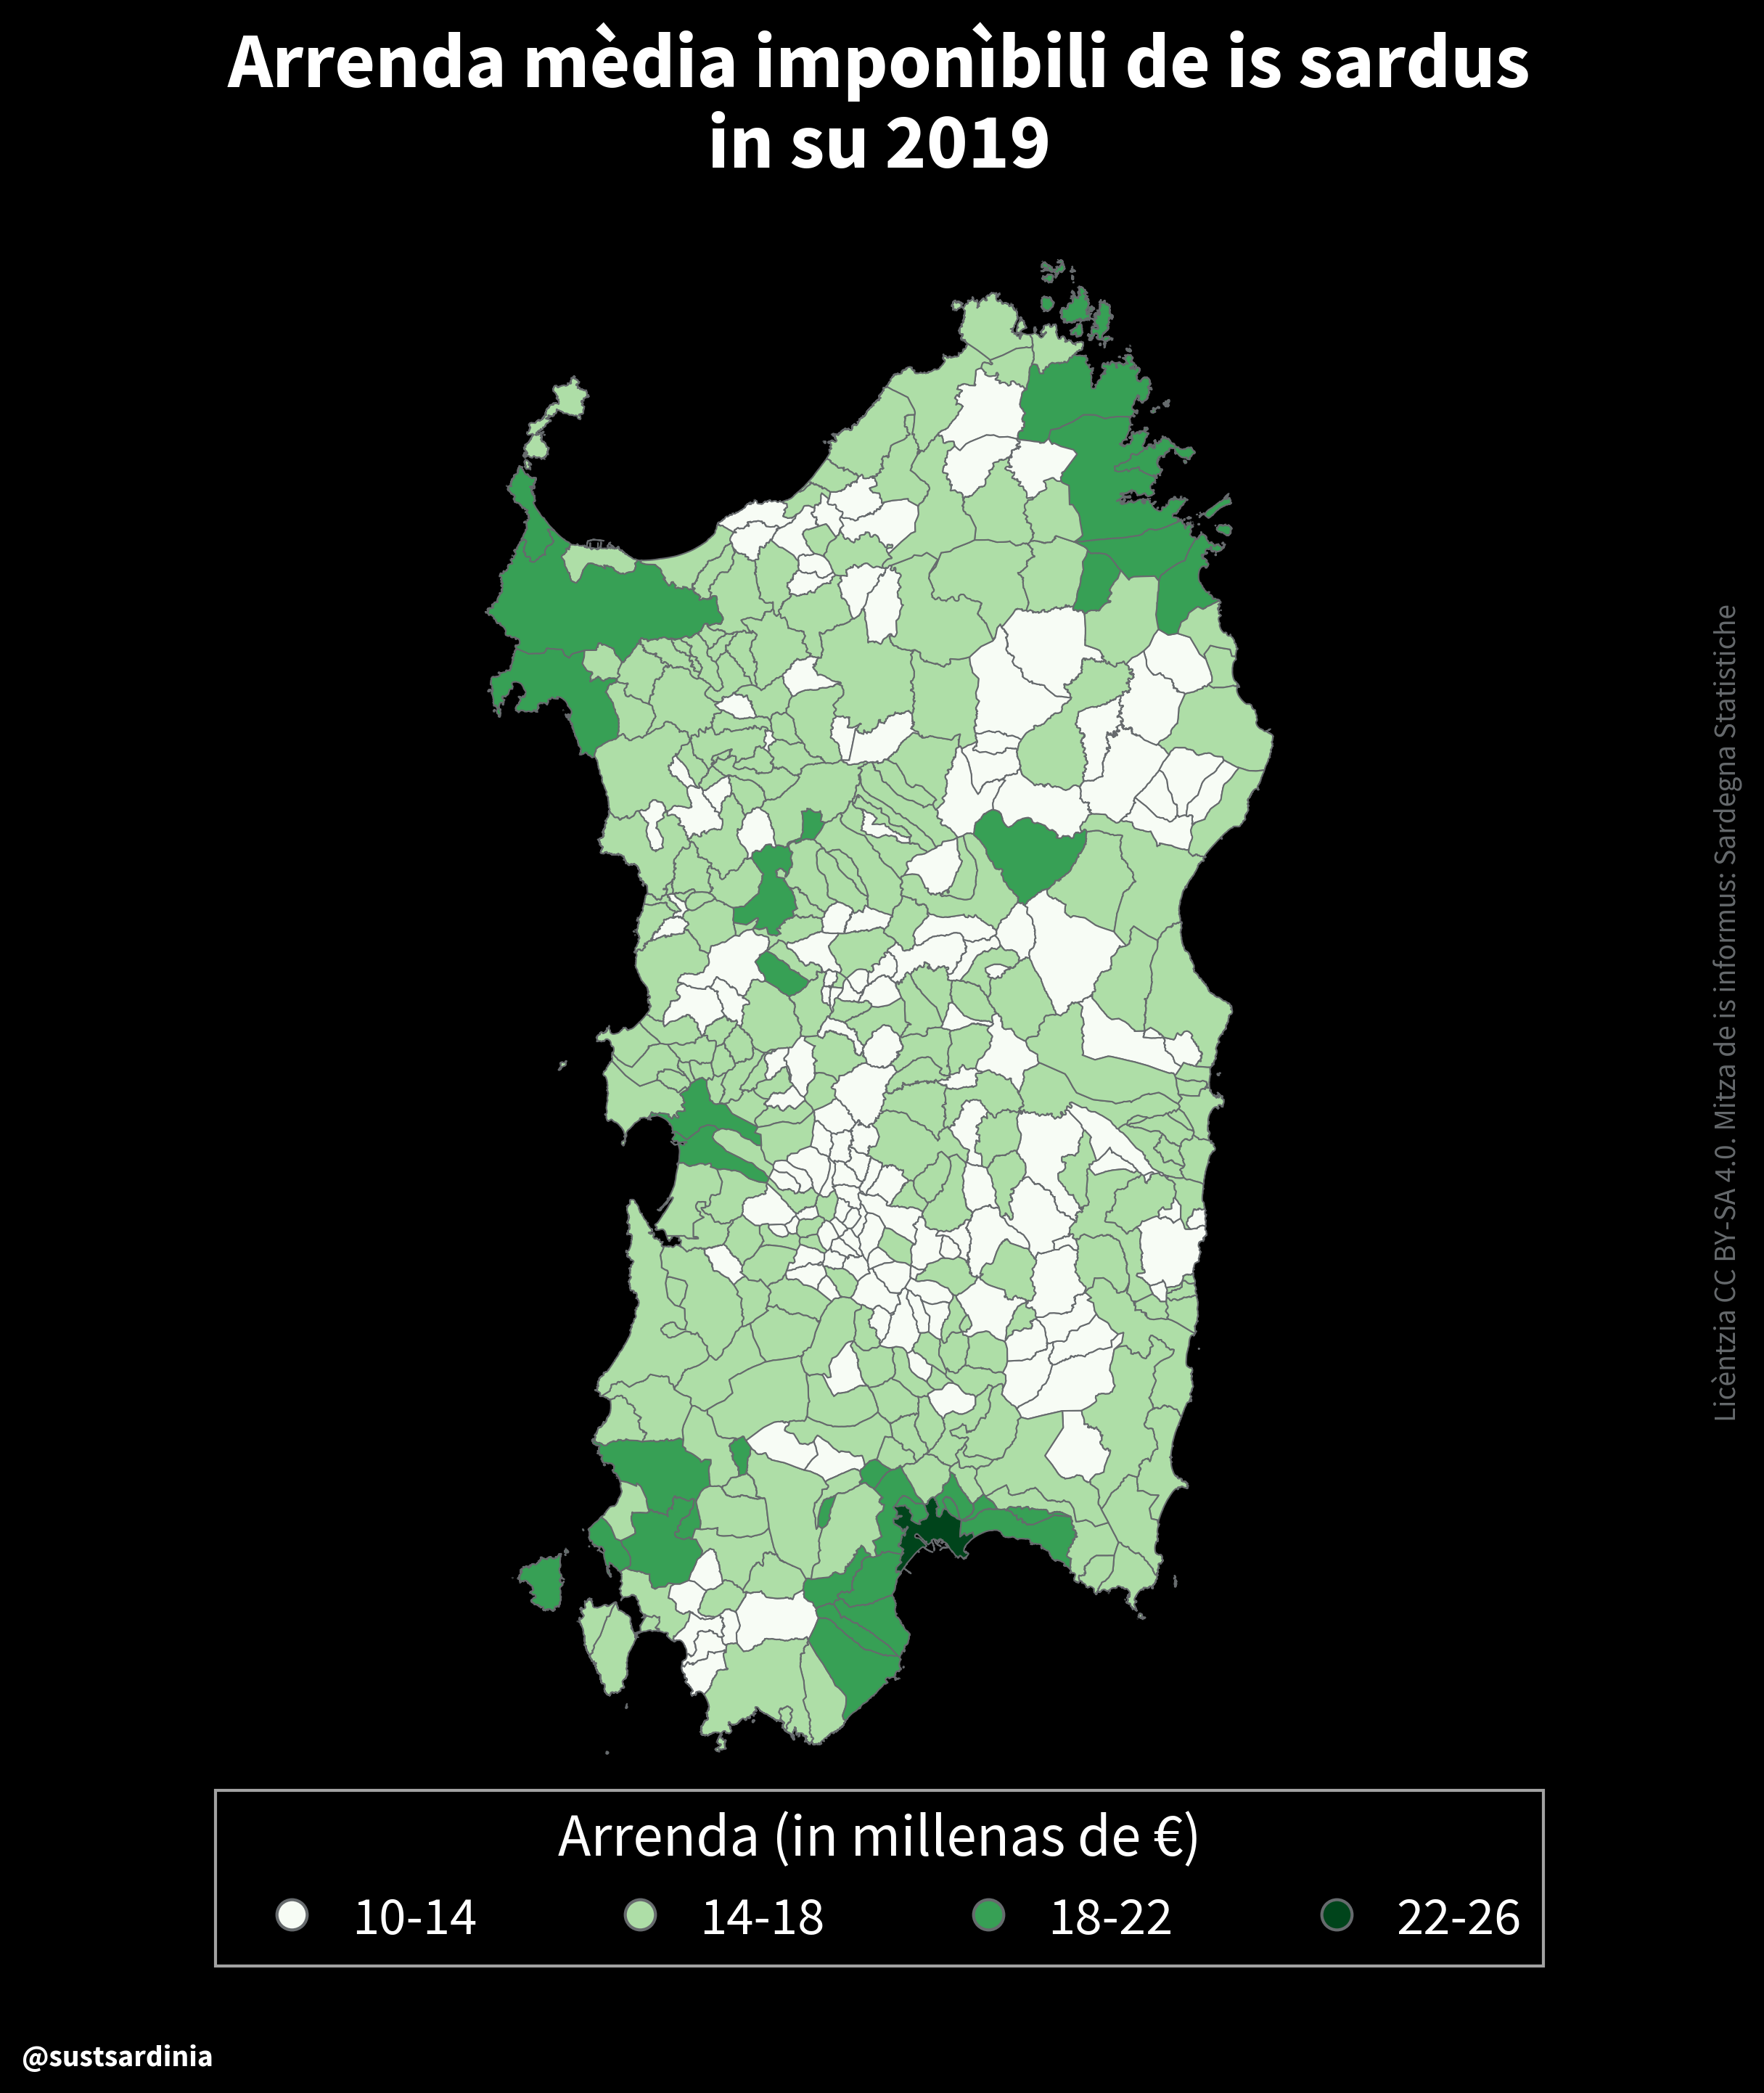 Arrenda mèdia imponìbili de is sardus
in su 2019
Licèntzia CC BY-SA 4.0. Mitza de is informus: Sardegna Statistiche
Arrenda (in millenas de €)
10-14
14-18
18-22
22-26
@sustsardinia